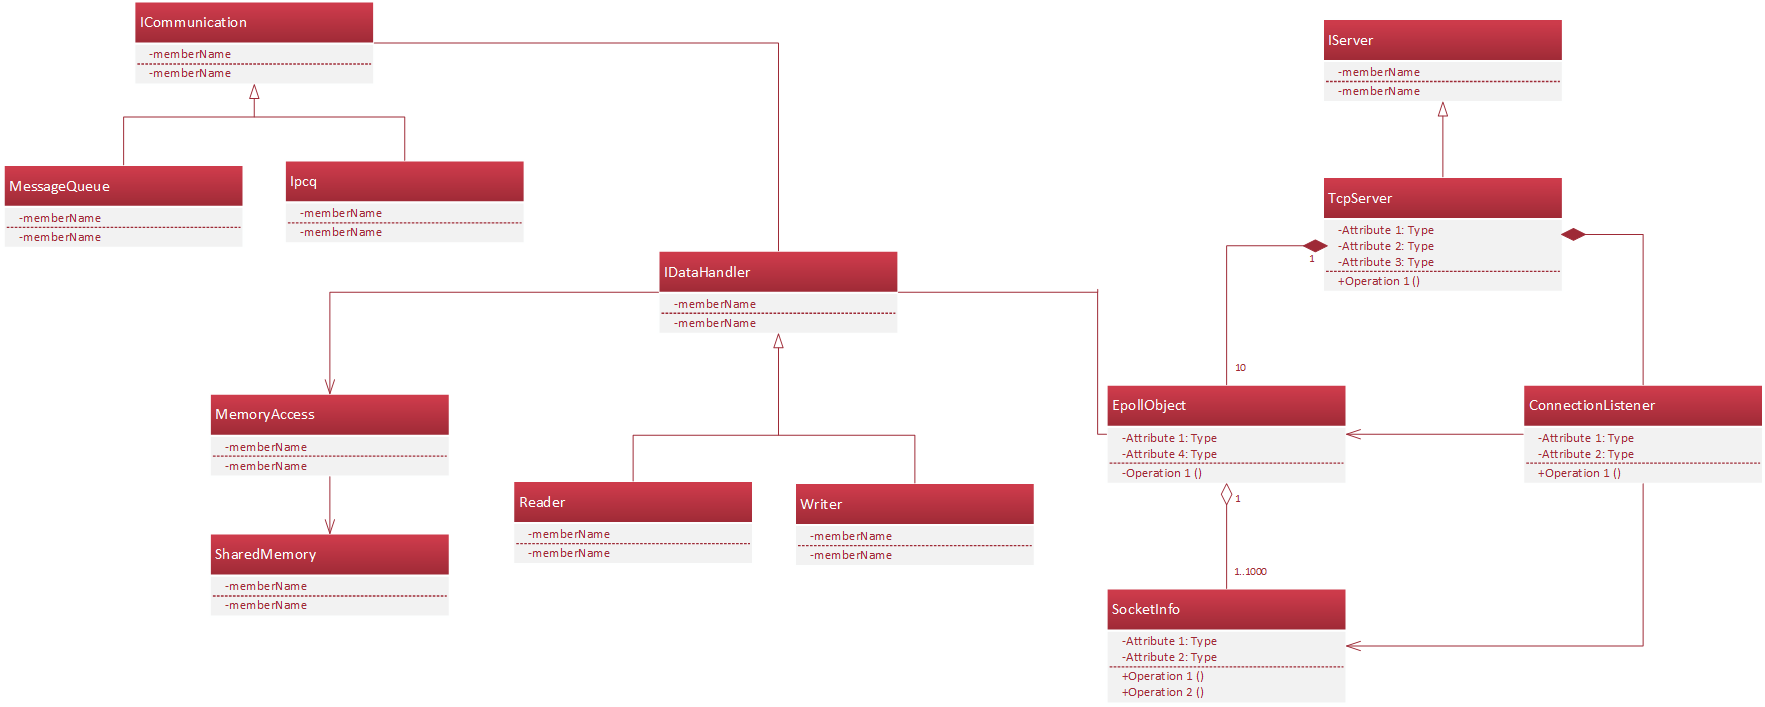 ICommunication
-memberName
-memberName
IServer
-memberName
-memberName
MessageQueue
-memberName
-memberName
Ipcq
-memberName
-memberName
TcpServer
-Attribute 1: Type
-Attribute 2: Type
-Attribute 3: Type
+Operation 1 ()
1
IDataHandler
-memberName
-memberName
10
MemoryAccess
-memberName
-memberName
EpollObject
-Attribute 1: Type
-Attribute 4: Type
-Operation 1 ()
1
ConnectionListener
-Attribute 1: Type
-Attribute 2: Type
+Operation 1 ()
Reader
-memberName
-memberName
Writer
-memberName
-memberName
SharedMemory
-memberName
-memberName
1..1000
SocketInfo
-Attribute 1: Type
-Attribute 2: Type
+Operation 1 ()
+Operation 2 ()